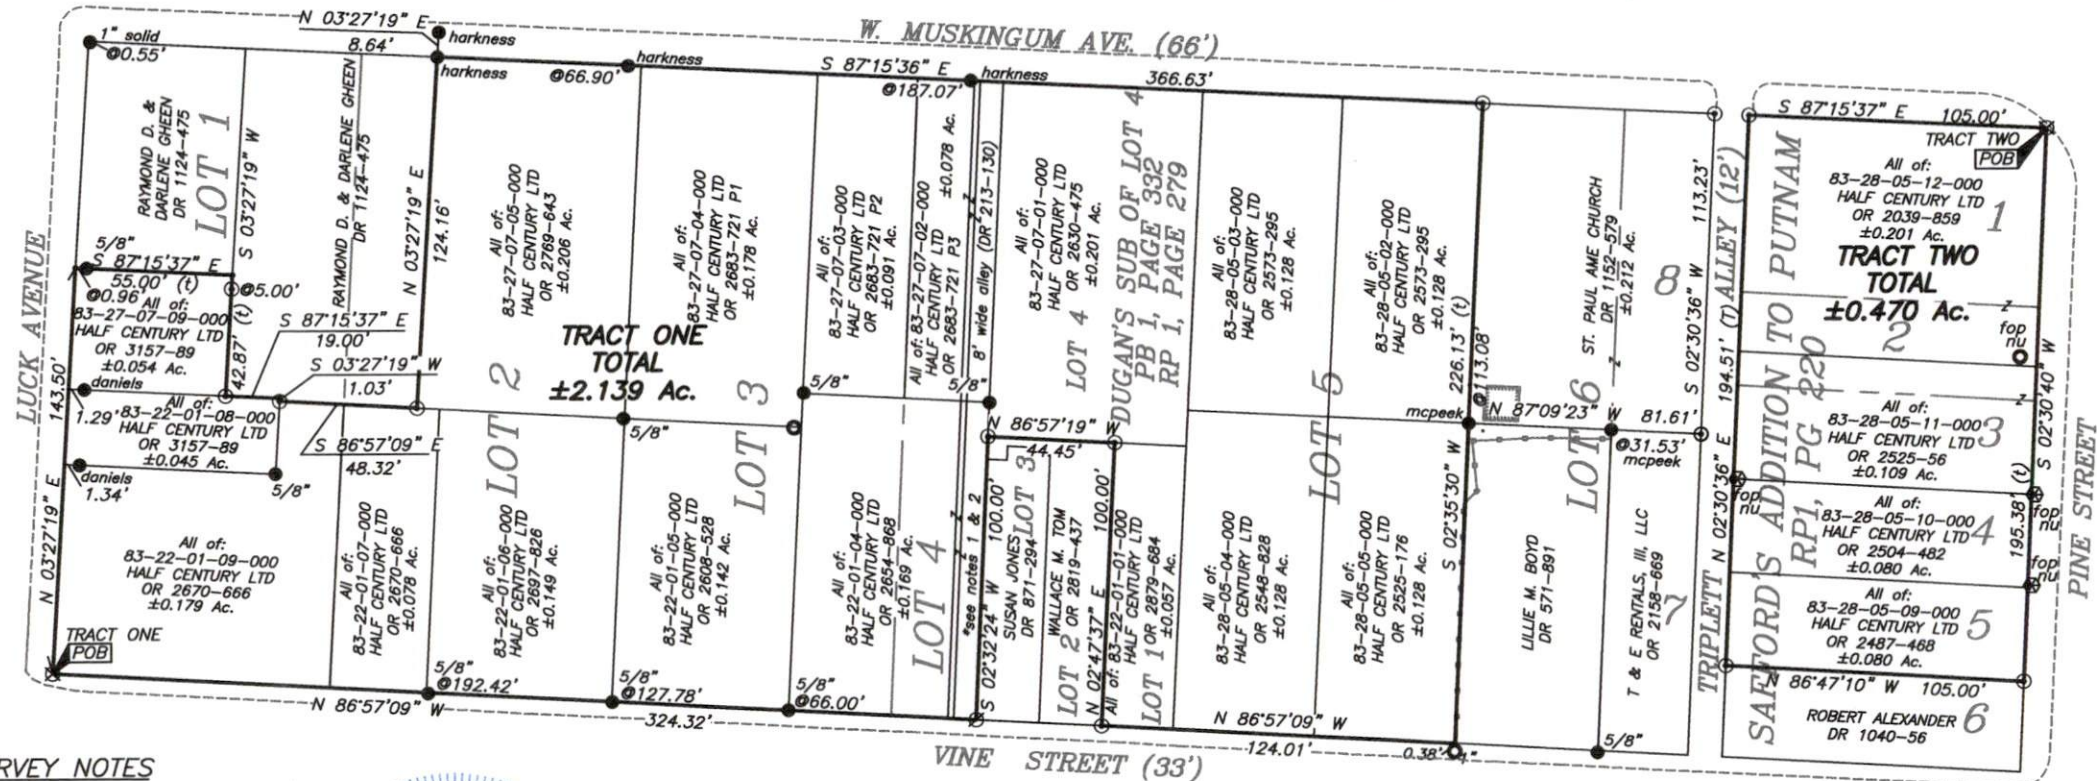 W. MUSKINGUM AVE. (66')
N 03°27'19" E
8.64'
harkness
1" solid
@0.55'
harkness
@66.90'
harkness
S 87°15'36" E
@187.07'
harkness
366.63'
S 87°15'37" E 105.00'
TRACT TWO
POB
RAYMOND D. &
DARLENE GHEEN
DR 1124-475
LOT 1
S 03°27'19" W
RAYMOND D. & DARLENE GHEEN
DR 1124-475
N 03°27'19" E
124.16'
All of:
83-27-07-05-000
HALF CENTURY LTD
OR 2769-643
±0.206 Ac.
All of:
83-27-07-04-000
HALF CENTURY LTD
OR 2683-721 P1
±0.178 Ac.
All of:
83-27-07-03-000
HALF CENTURY LTD
OR 2683-721 P2
±0.091 Ac.
All of: 83-27-07-02-000
HALF CENTURY LTD
OR 2683-721 P3
±0.078 Ac.
8' wide alley (DR 213-130)
All of:
83-27-07-01-000
HALF CENTURY LTD
OR 2630-475
±0.201 Ac.
LOT 4
DUGAN'S SUB OF LOT 4
PB 1, PAGE 332
RP 1, PAGE 279
All of:
83-28-05-03-000
HALF CENTURY LTD
OR 2573-295
±0.128 Ac.
All of:
83-28-05-02-000
HALF CENTURY LTD
OR 2573-295
±0.128 Ac.
226.13' (t)
@113.08'
ST. PAUL AME CHURCH
DR 1152-579
±0.212 Ac.
8
S 02°30'36" W 113.23'
TRIPLETT ALLEY (12')
N 02°30'36" E 194.51' (T)
All of:
83-28-05-12-000
HALF CENTURY LTD
OR 2039-859
±0.201 Ac.
1
TRACT TWO
TOTAL
±0.470 Ac.
2
fop
nu
SAFFORD'S ADDITION TO PUTNAM
RP1, PG 220
LUCK AVENUE
5/8"
S 87°15'37" E
55.00' (t)
@0.96'
@5.00'
All of:
83-27-07-09-000
HALF CENTURY LTD
OR 3157-89
±0.054 Ac.
42.87' (t)
S 87°15'37" E
19.00'
S 03°27'19" W
1.03'
N 03°27'19" E 143.50'
daniels
1.29'
All of:
83-22-01-08-000
HALF CENTURY LTD
OR 3157-89
±0.045 Ac.
S 86°57'09" E
48.32'
daniels
1.34'
5/8"
TRACT ONE
TOTAL
±2.139 Ac.
LOT 2
LOT 3
5/8"
5/8"
5/8"
N 86°57'19" W
44.45'
LOT 5
mcpeek
N 87°09'23" W 81.61'
@31.53'
mcpeek
LOT 6
All of:
83-28-05-11-000
HALF CENTURY LTD
OR 2525-56
±0.109 Ac.
3
S 02°30'40" W
195.38' (t)
PINE STREET
fop
nu
fop
nu
All of:
83-28-05-10-000
HALF CENTURY LTD
OR 2504-482
±0.080 Ac.
4
fop
nu
All of:
83-28-05-09-000
HALF CENTURY LTD
OR 2487-468
±0.080 Ac.
5
N 86°47'10" W 105.00'
ROBERT ALEXANDER
DR 1040-56
6
All of:
83-22-01-09-000
HALF CENTURY LTD
OR 2670-666
±0.179 Ac.
TRACT ONE
POB
All of:
83-22-01-07-000
HALF CENTURY LTD
OR 2670-666
±0.078 Ac.
All of:
83-22-01-06-000
HALF CENTURY LTD
OR 2697-826
±0.149 Ac.
All of:
83-22-01-05-000
HALF CENTURY LTD
OR 2608-528
±0.142 Ac.
All of:
83-22-01-04-000
HALF CENTURY LTD
OR 2654-868
±0.169 Ac.
LOT 4
*see notes 1 & 2
S 02°32'24" W 100.00'
SUSAN JONES
DR 871-294
LOT 3
WALLACE M. TOM
LOT 2 OR 2819-437
N 02°47'37" E 100.00'
All of: 83-22-01-01-000
HALF CENTURY LTD
LOT 1 OR 2879-684
±0.057 Ac.
All of:
83-28-05-04-000
HALF CENTURY LTD
OR 2548-828
±0.128 Ac.
All of:
83-28-05-05-000
HALF CENTURY LTD
OR 2525-176
±0.128 Ac.
S 02°35'30" W
LILLIE M. BOYD
DR 571-891
T & E RENTALS, III, LLC
OR 2158-669
7
5/8"
@192.42'
5/8"
@127.78'
5/8"
@66.00'
N 86°57'09" W
324.32'
N 86°57'09" W
124.01'
0.38'
1"
5/8"
VINE STREET (33')
RVEY NOTES